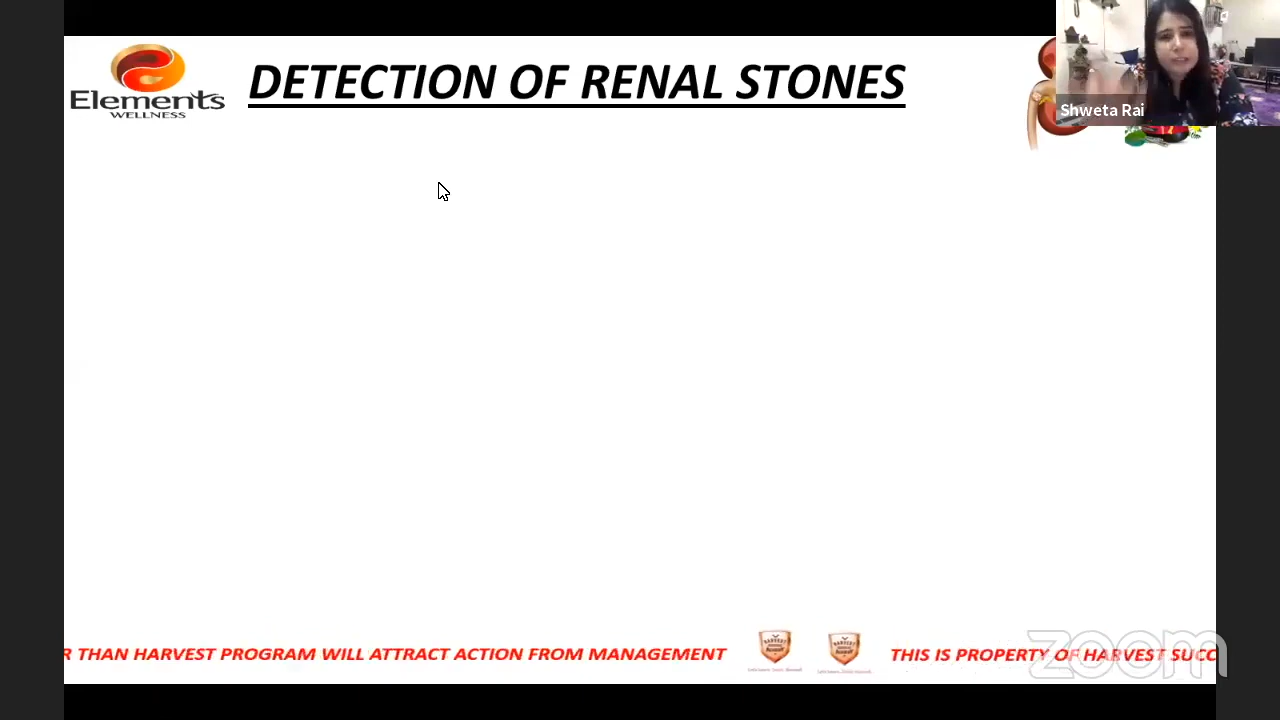 Elements
WELLNESS
DETECTION OF RENAL STONES
Shweta Rai
R THAN HARVEST PROGRAM WILL ATTRACT ACTION FROM MANAGEMENT
HARVEST
THIS IS PROPERTY OF HARVEST SUCC
zoom